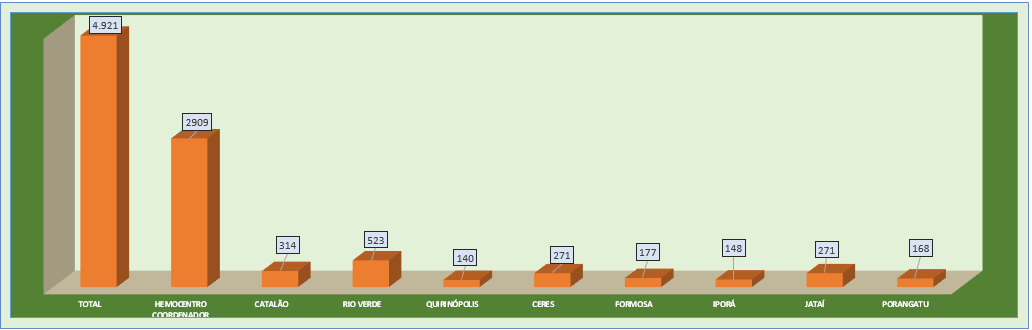 4.921
2909
314
523
140
271
177
148
271
168
TOTAL
HEMOCENTRO
COORDENADOR
CATALÃO
RIO VERDE
QUIRINÓPOLIS
CERES
FORMOSA
IPORÁ
JATAÍ
PORANGATU